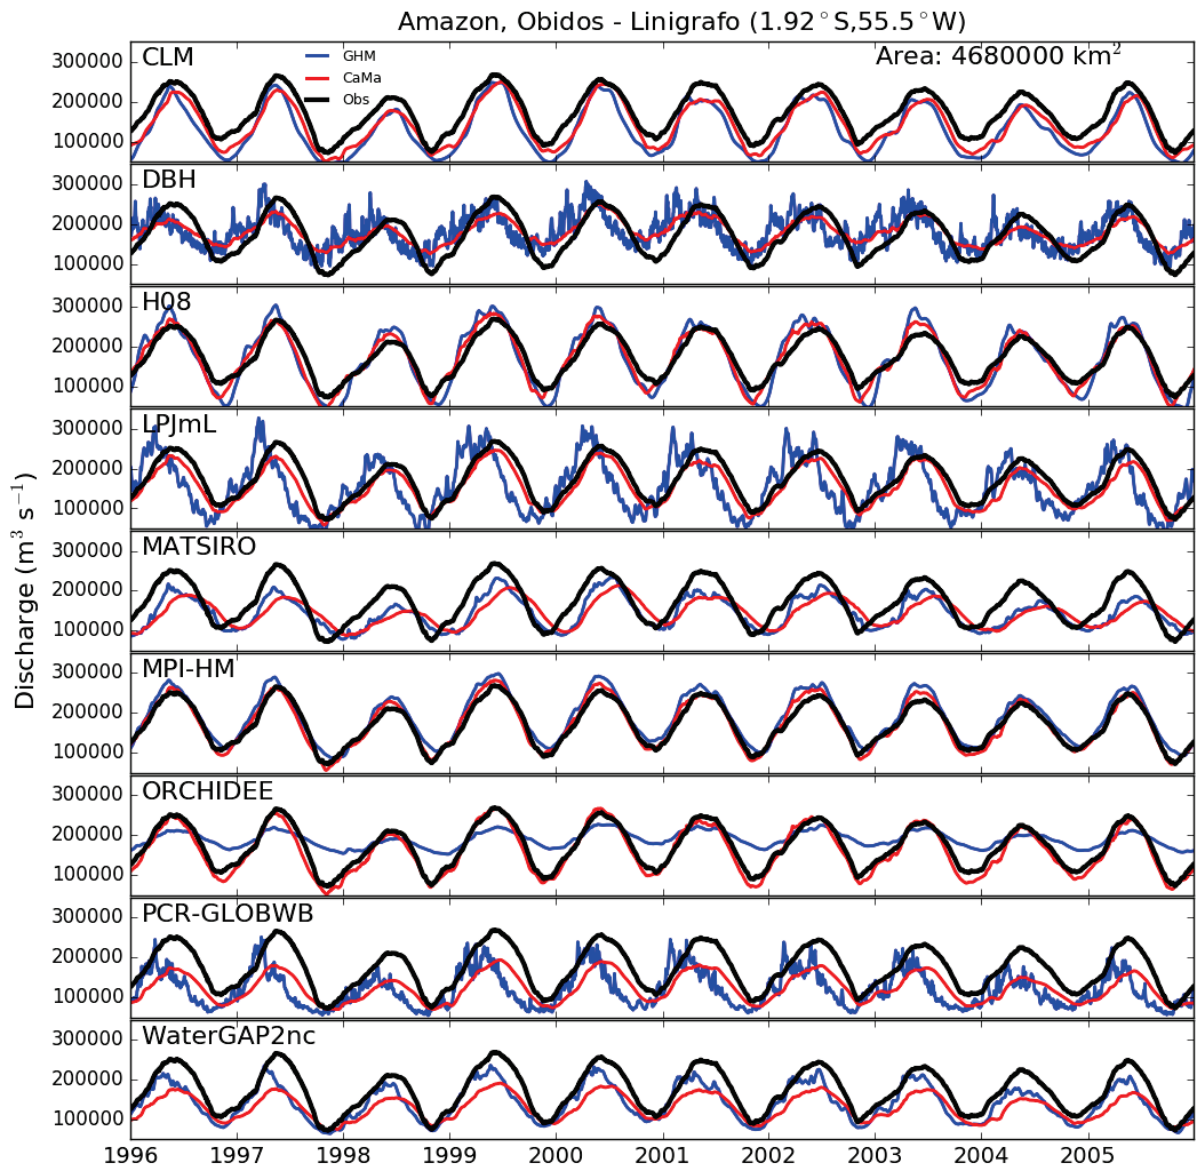 Amazon, Obidos - Linigrafo (1.92°S,55.5°W)
CLM
GHM
CaMa
Obs
Area: 4680000 km²
300000
200000
100000
DBH
300000
200000
100000
H08
300000
200000
100000
LPJmL
300000
200000
100000
MATSIRO
300000
200000
100000
MPI-HM
300000
200000
100000
ORCHIDEE
300000
200000
100000
PCR-GLOBWB
300000
200000
100000
WaterGAP2nc
300000
200000
100000
Discharge (m³ s⁻¹)
1996 1997 1998 1999 2000 2001 2002 2003 2004 2005